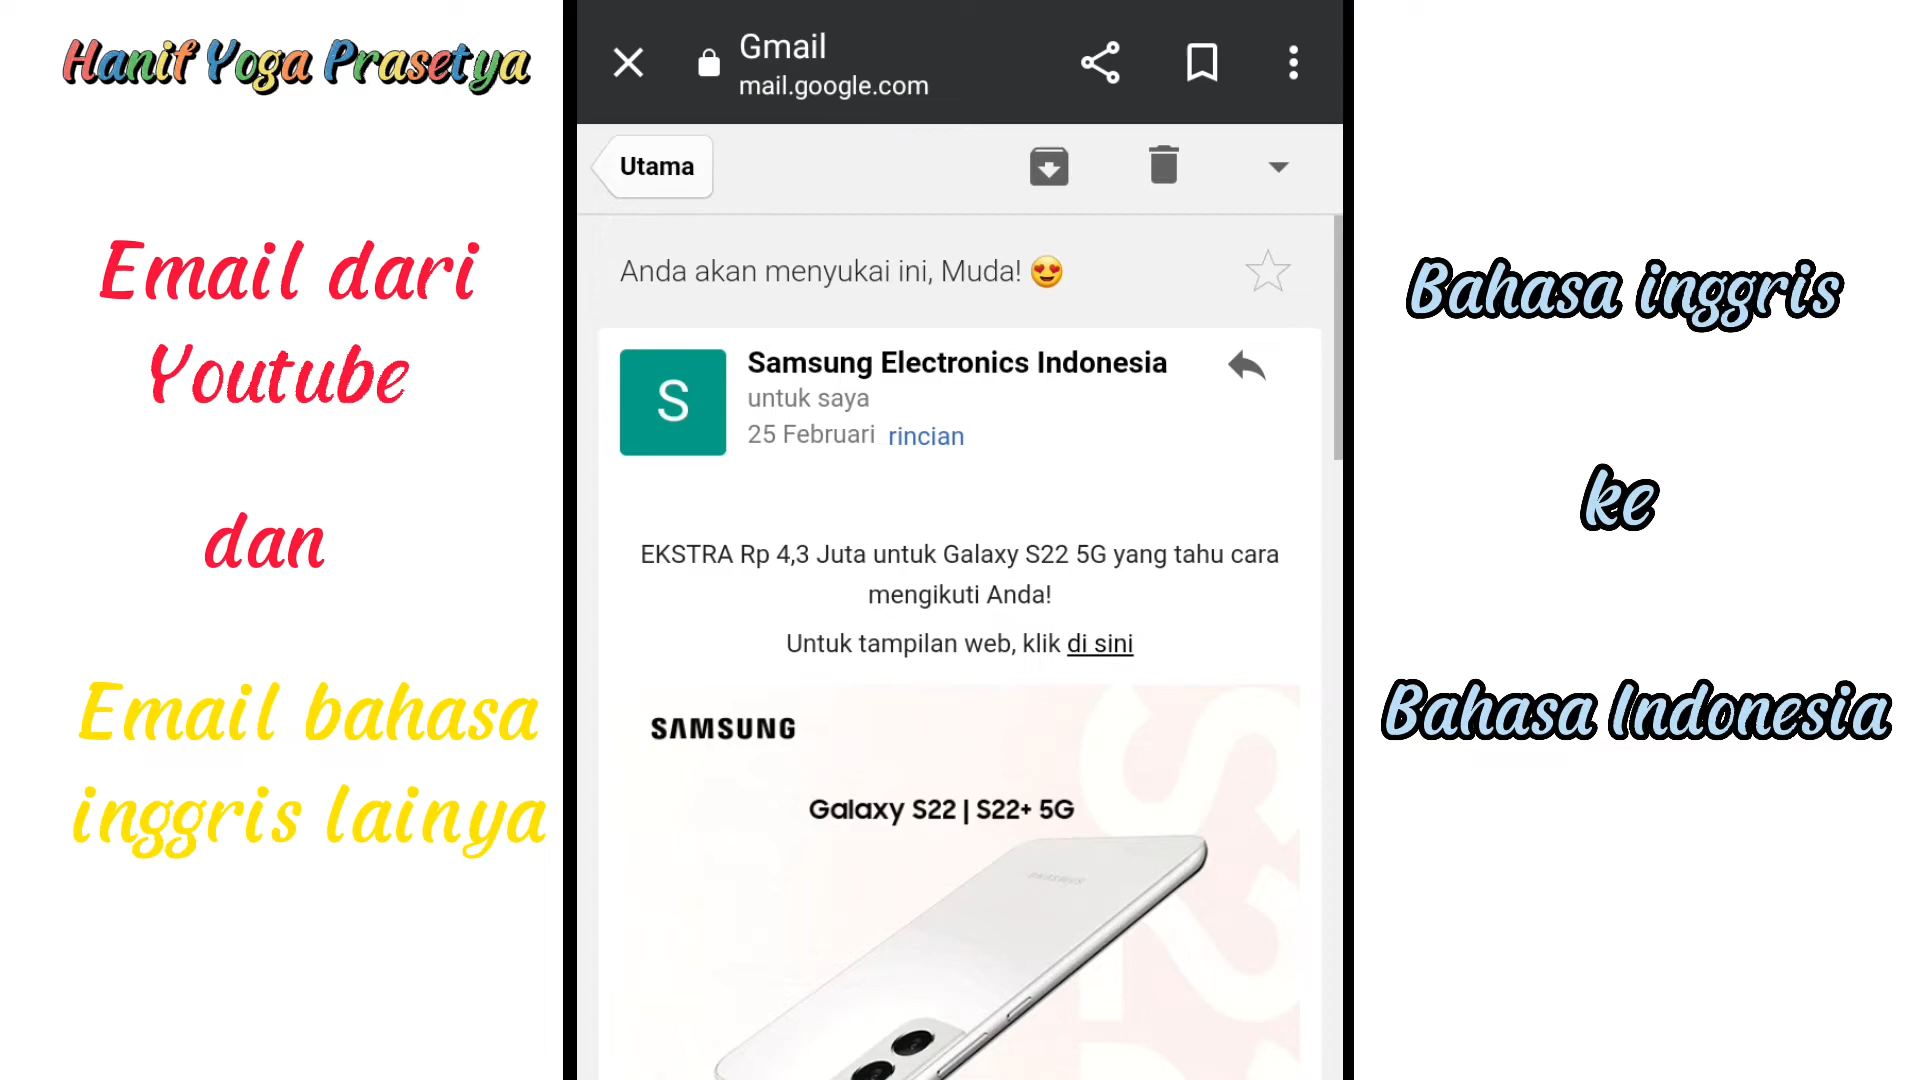 Hanif Yoga Prasetya
Email dari
Youtube
dan
Email bahasa
inggris lainya
Gmail
mail.google.com
Utama
Anda akan menyukai ini, Muda! 😍
S
Samsung Electronics Indonesia
untuk saya
25 Februari rincian
EKSTRA Rp 4,3 Juta untuk Galaxy S22 5G yang tahu cara
mengikuti Anda!
Untuk tampilan web, klik di sini
SAMSUNG
Galaxy S22 | S22+ 5G
SAMSUNG
Bahasa inggris
ke
Bahasa Indonesia